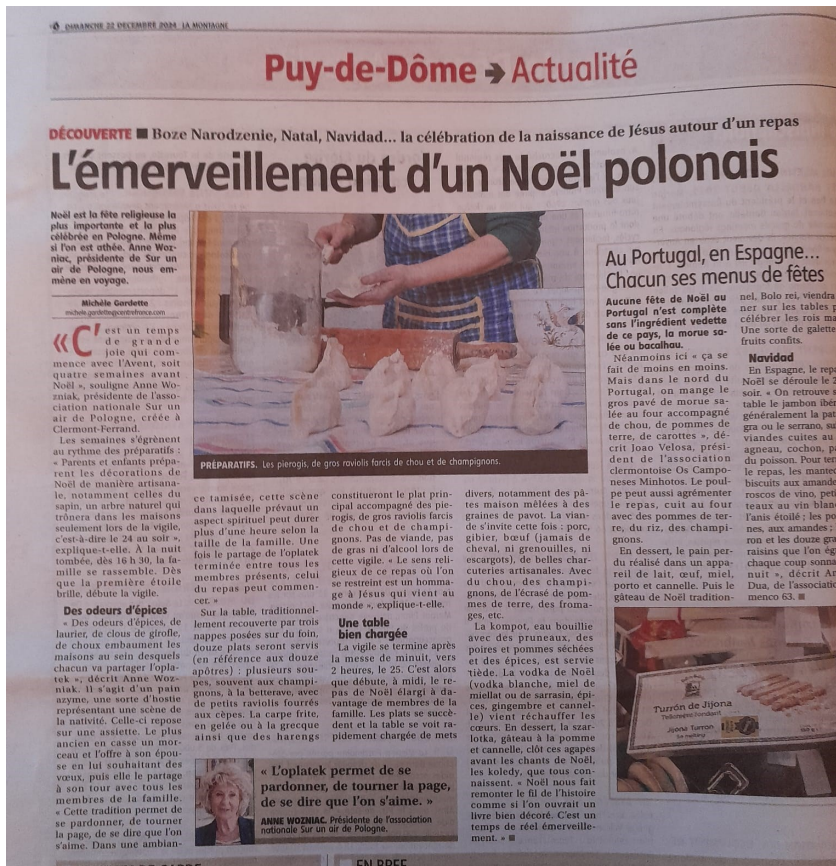 DIMANCHE 22 DÉCEMBRE 2024 LA MONTAGNE
Puy-de-Dôme → Actualité
DÉCOUVERTE ■ Boze Narodzenie, Natal, Navidad... la célébration de la naissance de Jésus autour d'un repas
L'émerveillement d'un Noël polonais
Noël est la fête religieuse la
plus importante et la plus
célébrée en Pologne. Même
si l'on est athée. Anne Woz-
niac, présidente de Sur un
air de Pologne, nous em-
mène en voyage.
Michèle Gardette
michele.gardette@centrefrance.com
« C'est un temps
de grande
joie qui com-
mence avec l'Avent, soit
quatre semaines avant
Noël », souligne Anne Wo-
zniak, présidente de l'asso-
ciation nationale Sur un
air de Pologne, créée à
Clermont-Ferrand.
Les semaines s'égrènent
au rythme des préparatifs :
« Parents et enfants prépa-
rent les décorations de
Noël de manière artisana-
le, notamment celles du
sapin, un arbre naturel qui
trônera dans les maisons
seulement lors de la vigile,
c'est-à-dire le 24 au soir »,
explique-t-elle. À la nuit
tombée, dès 16 h 30, la fa-
mille se rassemble. Dès
que la première étoile
brille, débute la vigile.
Des odeurs d'épices
« Des odeurs d'épices, de
laurier, de clous de girofle,
de choux embaument les
maisons au sein desquels
chacun va partager l'opla-
tek », décrit Anne Woz-
niak. Il s'agit d'un pain
azyme, une sorte d'hostie
représentant une scène de
la nativité. Celle-ci repose
sur une assiette. Le plus
ancien en casse un mor-
ceau et l'offre à son épou-
se en lui souhaitant des
vœux, puis elle le partage
à son tour avec tous les
membres de la famille.
« Cette tradition permet de
se pardonner, de tourner
la page, de se dire que l'on
s'aime. Dans une ambian-
PRÉPARATIFS. Les pierogis, de gros raviolis farcis de chou et de champignons.
ce tamisée, cette scène
dans laquelle prévaut un
aspect spirituel peut durer
plus d'une heure selon la
taille de la famille. Une
fois le partage de l'oplatek
terminée entre tous les
membres présents, celui
du repas peut commen-
cer. »
Sur la table, traditionnel-
lement recouverte par trois
nappes posées sur du foin,
douze plats seront servis
(en référence aux douze
apôtres) : plusieurs sou-
pes, souvent aux champi-
gnons, à la betterave, avec
de petits raviolis fourrés
aux cèpes. La carpe frite,
en gelée ou à la grecque
ainsi que des harengs
constitueront le plat prin-
cipal accompagné des pie-
rogis, de gros raviolis farcis
de chou et de champi-
gnons. Pas de viande, pas
de gras ni d'alcool lors de
cette vigile. « Le sens reli-
gieux de ce repas où l'on
se restreint est un homma-
ge à Jésus qui vient au
monde », explique-t-elle.
Une table
bien chargée
La vigile se termine après
la messe de minuit, vers
2 heures, le 25. C'est alors
que débute, à midi, le re-
pas de Noël élargi à da-
vantage de membres de la
famille. Les plats se succè-
dent et la table se voit ra-
pidement chargée de mets
divers, notamment des pâ-
tes maison mêlées à des
graines de pavot. La vian-
de s'invite cette fois : porc,
gibier, bœuf (jamais de
cheval, ni grenouilles, ni
escargots), de belles char-
cuteries artisanales. Avec
du chou, des champi-
gnons, de l'écrasé de pom-
mes de terre, des froma-
ges, etc.
La kompot, eau bouillie
avec des pruneaux, des
poires et pommes séchées
et des épices, est servie
tiède. La vodka de Noël
(vodka blanche, miel de
miellat ou de sarrasin, épi-
ces, gingembre et cannel-
le) vient réchauffer les
cœurs. En dessert, la szar-
lotka, gâteau à la pomme
et cannelle, clôt ces agapes
avant les chants de Noël,
les koledy, que tous con-
naissent. « Noël nous fait
remonter le fil de l'histoire
comme si l'on ouvrait un
livre bien décoré. C'est un
temps de réel émerveille-
ment. » ■
« L'oplatek permet de se
pardonner, de tourner la page,
de se dire que l'on s'aime. »
ANNE WOZNIAC. Présidente de l'association
nationale Sur un air de Pologne.
Au Portugal, en Espagne...
Chacun ses menus de fêtes
Aucune fête de Noël au
Portugal n'est complète
sans l'ingrédient vedette
de ce pays, la morue sa-
lée ou bacalhau.
Néanmoins ici « ça se
fait de moins en moins.
Mais dans le nord du
Portugal, on mange le
gros pavé de morue sa-
lée au four accompagné
de chou, de pommes de
terre, de carottes », dé-
crit Joao Velosa, prési-
dent de l'association
clermontoise Os Campo-
neses Minhotos. Le poul-
pe peut aussi agrémenter
le repas, cuit au four
avec des pommes de ter-
re, du riz, des champi-
gnons.
En dessert, le pain per-
du réalisé dans un appa-
reil de lait, œuf, miel,
porto et cannelle. Puis le
gâteau de Noël tradition-
nel, Bolo rei, viendra
ner sur les tables
célébrer les rois
Une sorte de galette
fruits confits.
Navidad
En Espagne, le
Noël se déroule le
soir. « On retrouve
table le jambon
généralement la
gra ou le serrano,
viandes cuites au
agneau, cochon,
du poisson. Pour
le repas, les
biscuits aux
roscos de vino,
teaux au vin
l'anis étoilé ; les
nes, aux amandes ;
ron et les douze
raisins que l'on
chaque coup
nuit », décrit
Dua, de
menco 63. ■
Turrón de Jijona
Jijona Turron
EN BREF